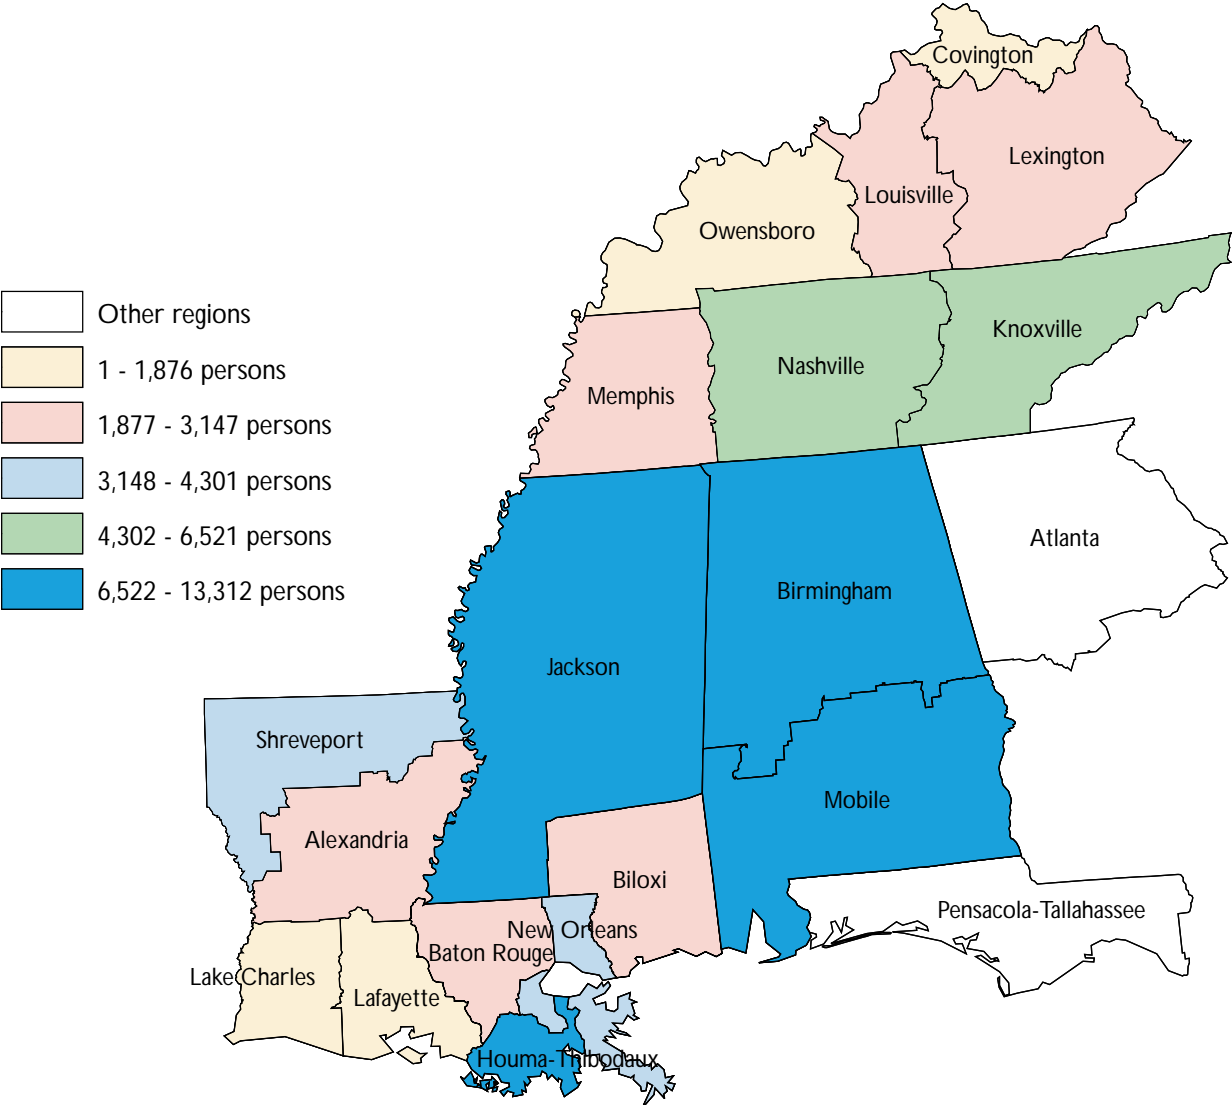 Covington
Lexington
Louisville
Owensboro
Other regions
Knoxville
1 - 1,876 persons
Nashville
Memphis
1,877 - 3,147 persons
3,148 - 4,301 persons
4,302 - 6,521 persons
Atlanta
6,522 - 13,312 persons
Birmingham
Jackson
Shreveport
Mobile
Alexandria
Biloxi
Pensacola-Tallahassee
New Orleans
Baton Rouge
Lake Charles
Lafayette
Houma-Thibodaux